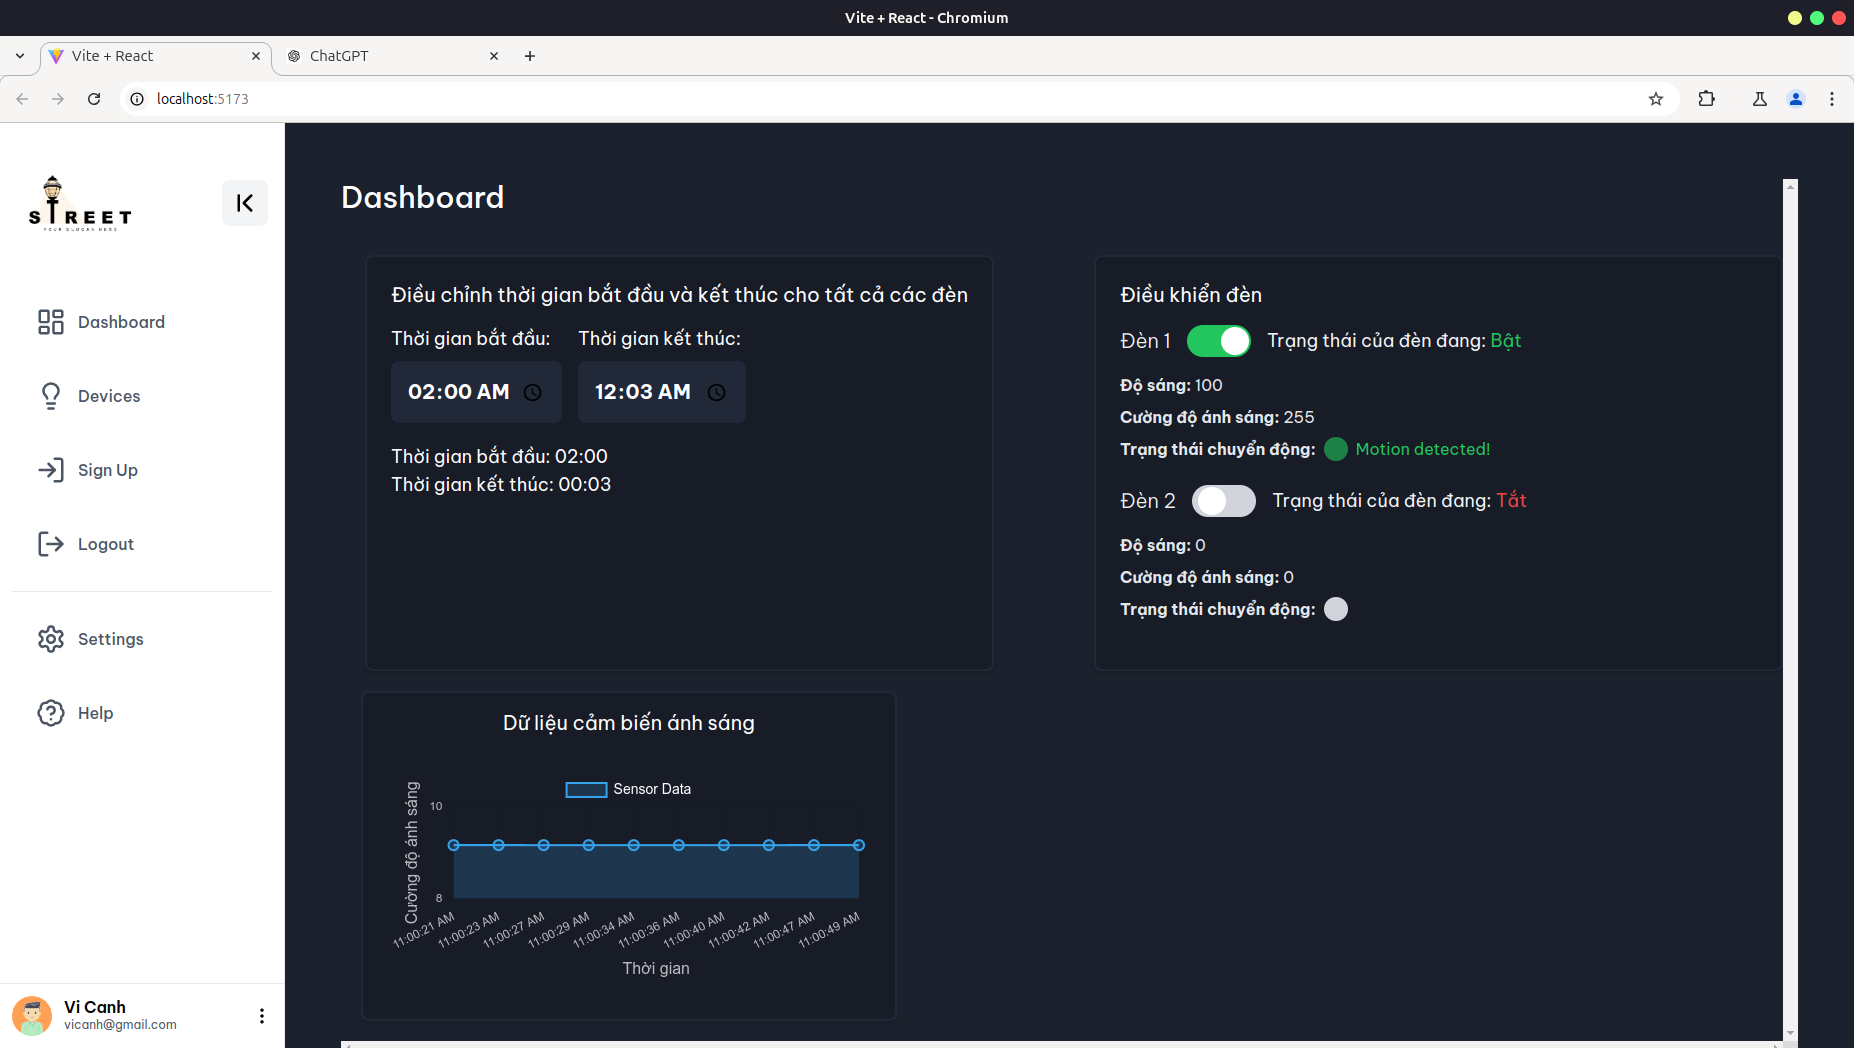 Vite + React - Chromium
Vite + React
ChatGPT
localhost:5173
STREET
YOUR SLOGAN HERE
Dashboard
Devices
Sign Up
Logout
Settings
Help
Vi Canh
vicanh@gmail.com
Dashboard
Điều chỉnh thời gian bắt đầu và kết thúc cho tất cả các đèn
Thời gian bắt đầu: Thời gian kết thúc:
02:00 AM 12:03 AM
Thời gian bắt đầu: 02:00
Thời gian kết thúc: 00:03
Điều khiển đèn
Đèn 1 Trạng thái của đèn đang: Bật
Độ sáng: 100
Cường độ ánh sáng: 255
Trạng thái chuyển động: Motion detected!
Đèn 2 Trạng thái của đèn đang: Tắt
Độ sáng: 0
Cường độ ánh sáng: 0
Trạng thái chuyển động:
Dữ liệu cảm biến ánh sáng
Sensor Data
Cường độ ánh sáng
10
8
11:00:21 AM
11:00:23 AM
11:00:27 AM
11:00:29 AM
11:00:34 AM
11:00:36 AM
11:00:40 AM
11:00:42 AM
11:00:47 AM
11:00:49 AM
Thời gian